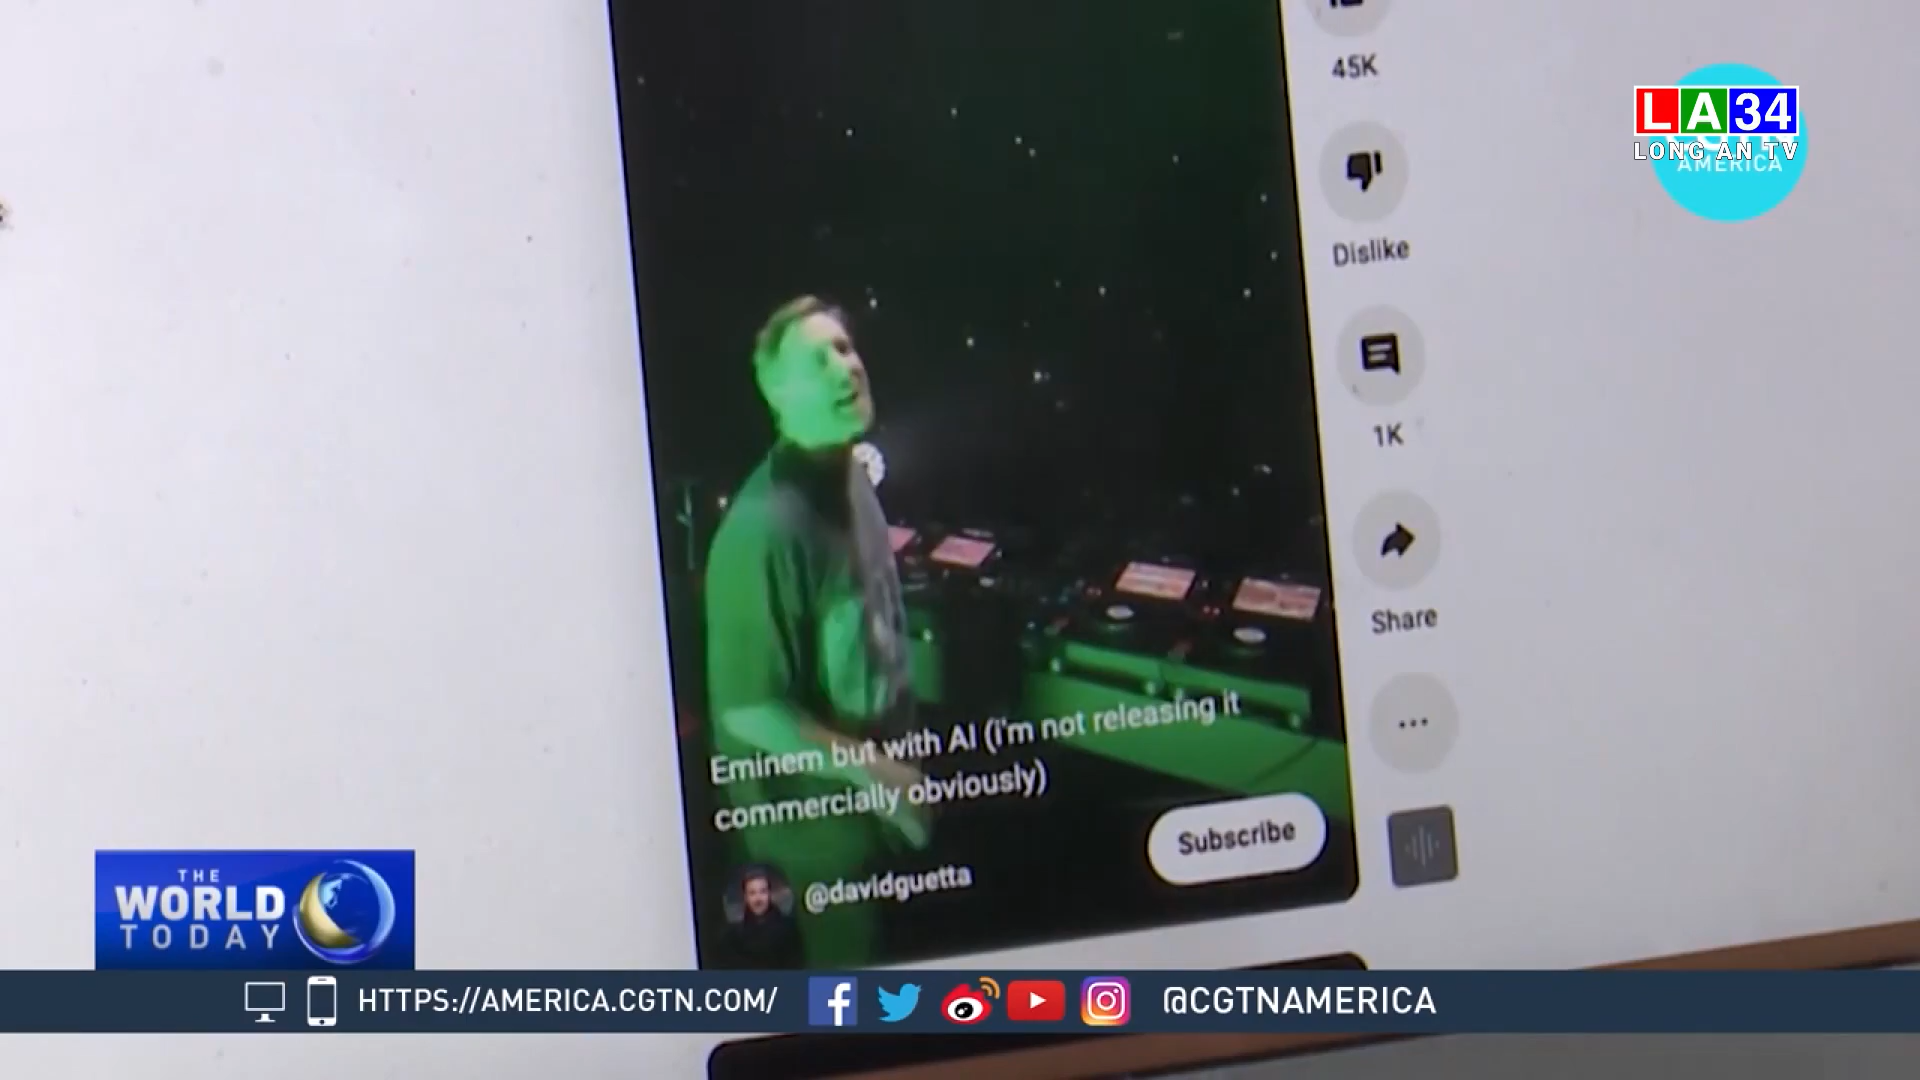 45K
LA34
LONG AN TV
AMERICA
Dislike
1K
Share
Eminem but with AI (i'm not releasing it
commercially obviously)
Subscribe
@davidguetta
THE
WORLD
TODAY
HTTPS://AMERICA.CGTN.COM/
@CGTNAMERICA